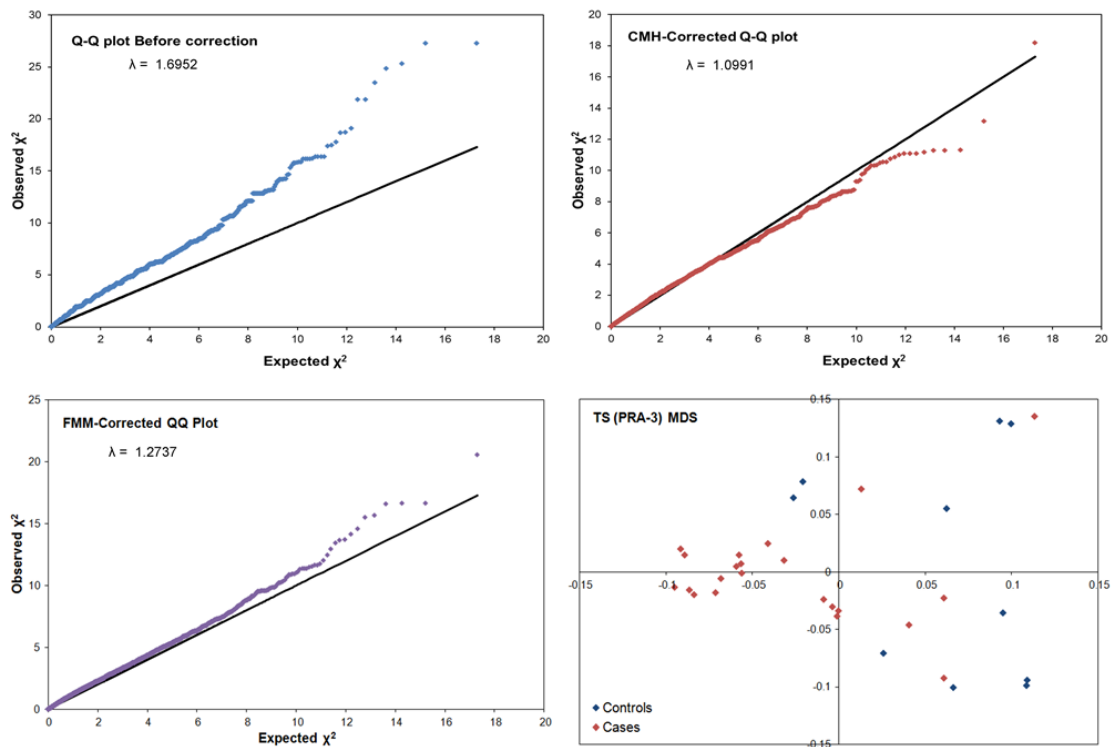 Q-Q plot Before correction
λ = 1.6952
Observed χ²
30
25
20
15
10
5
0
0 2 4 6 8 10 12 14 16 18 20
Expected χ²
CMH-Corrected Q-Q plot
λ = 1.0991
Observed χ²
20
18
16
14
12
10
8
6
4
2
0
0 2 4 6 8 10 12 14 16 18 20
Expected χ²
FMM-Corrected QQ Plot
λ = 1.2737
Observed χ²
25
20
15
10
5
0
0 2 4 6 8 10 12 14 16 18 20
Expected χ²
TS (PRA-3) MDS
0.15
0.1
0.05
0
-0.15 -0.1 -0.05 0 0.05 0.1 0.15
-0.05
-0.1
-0.15
Controls
Cases